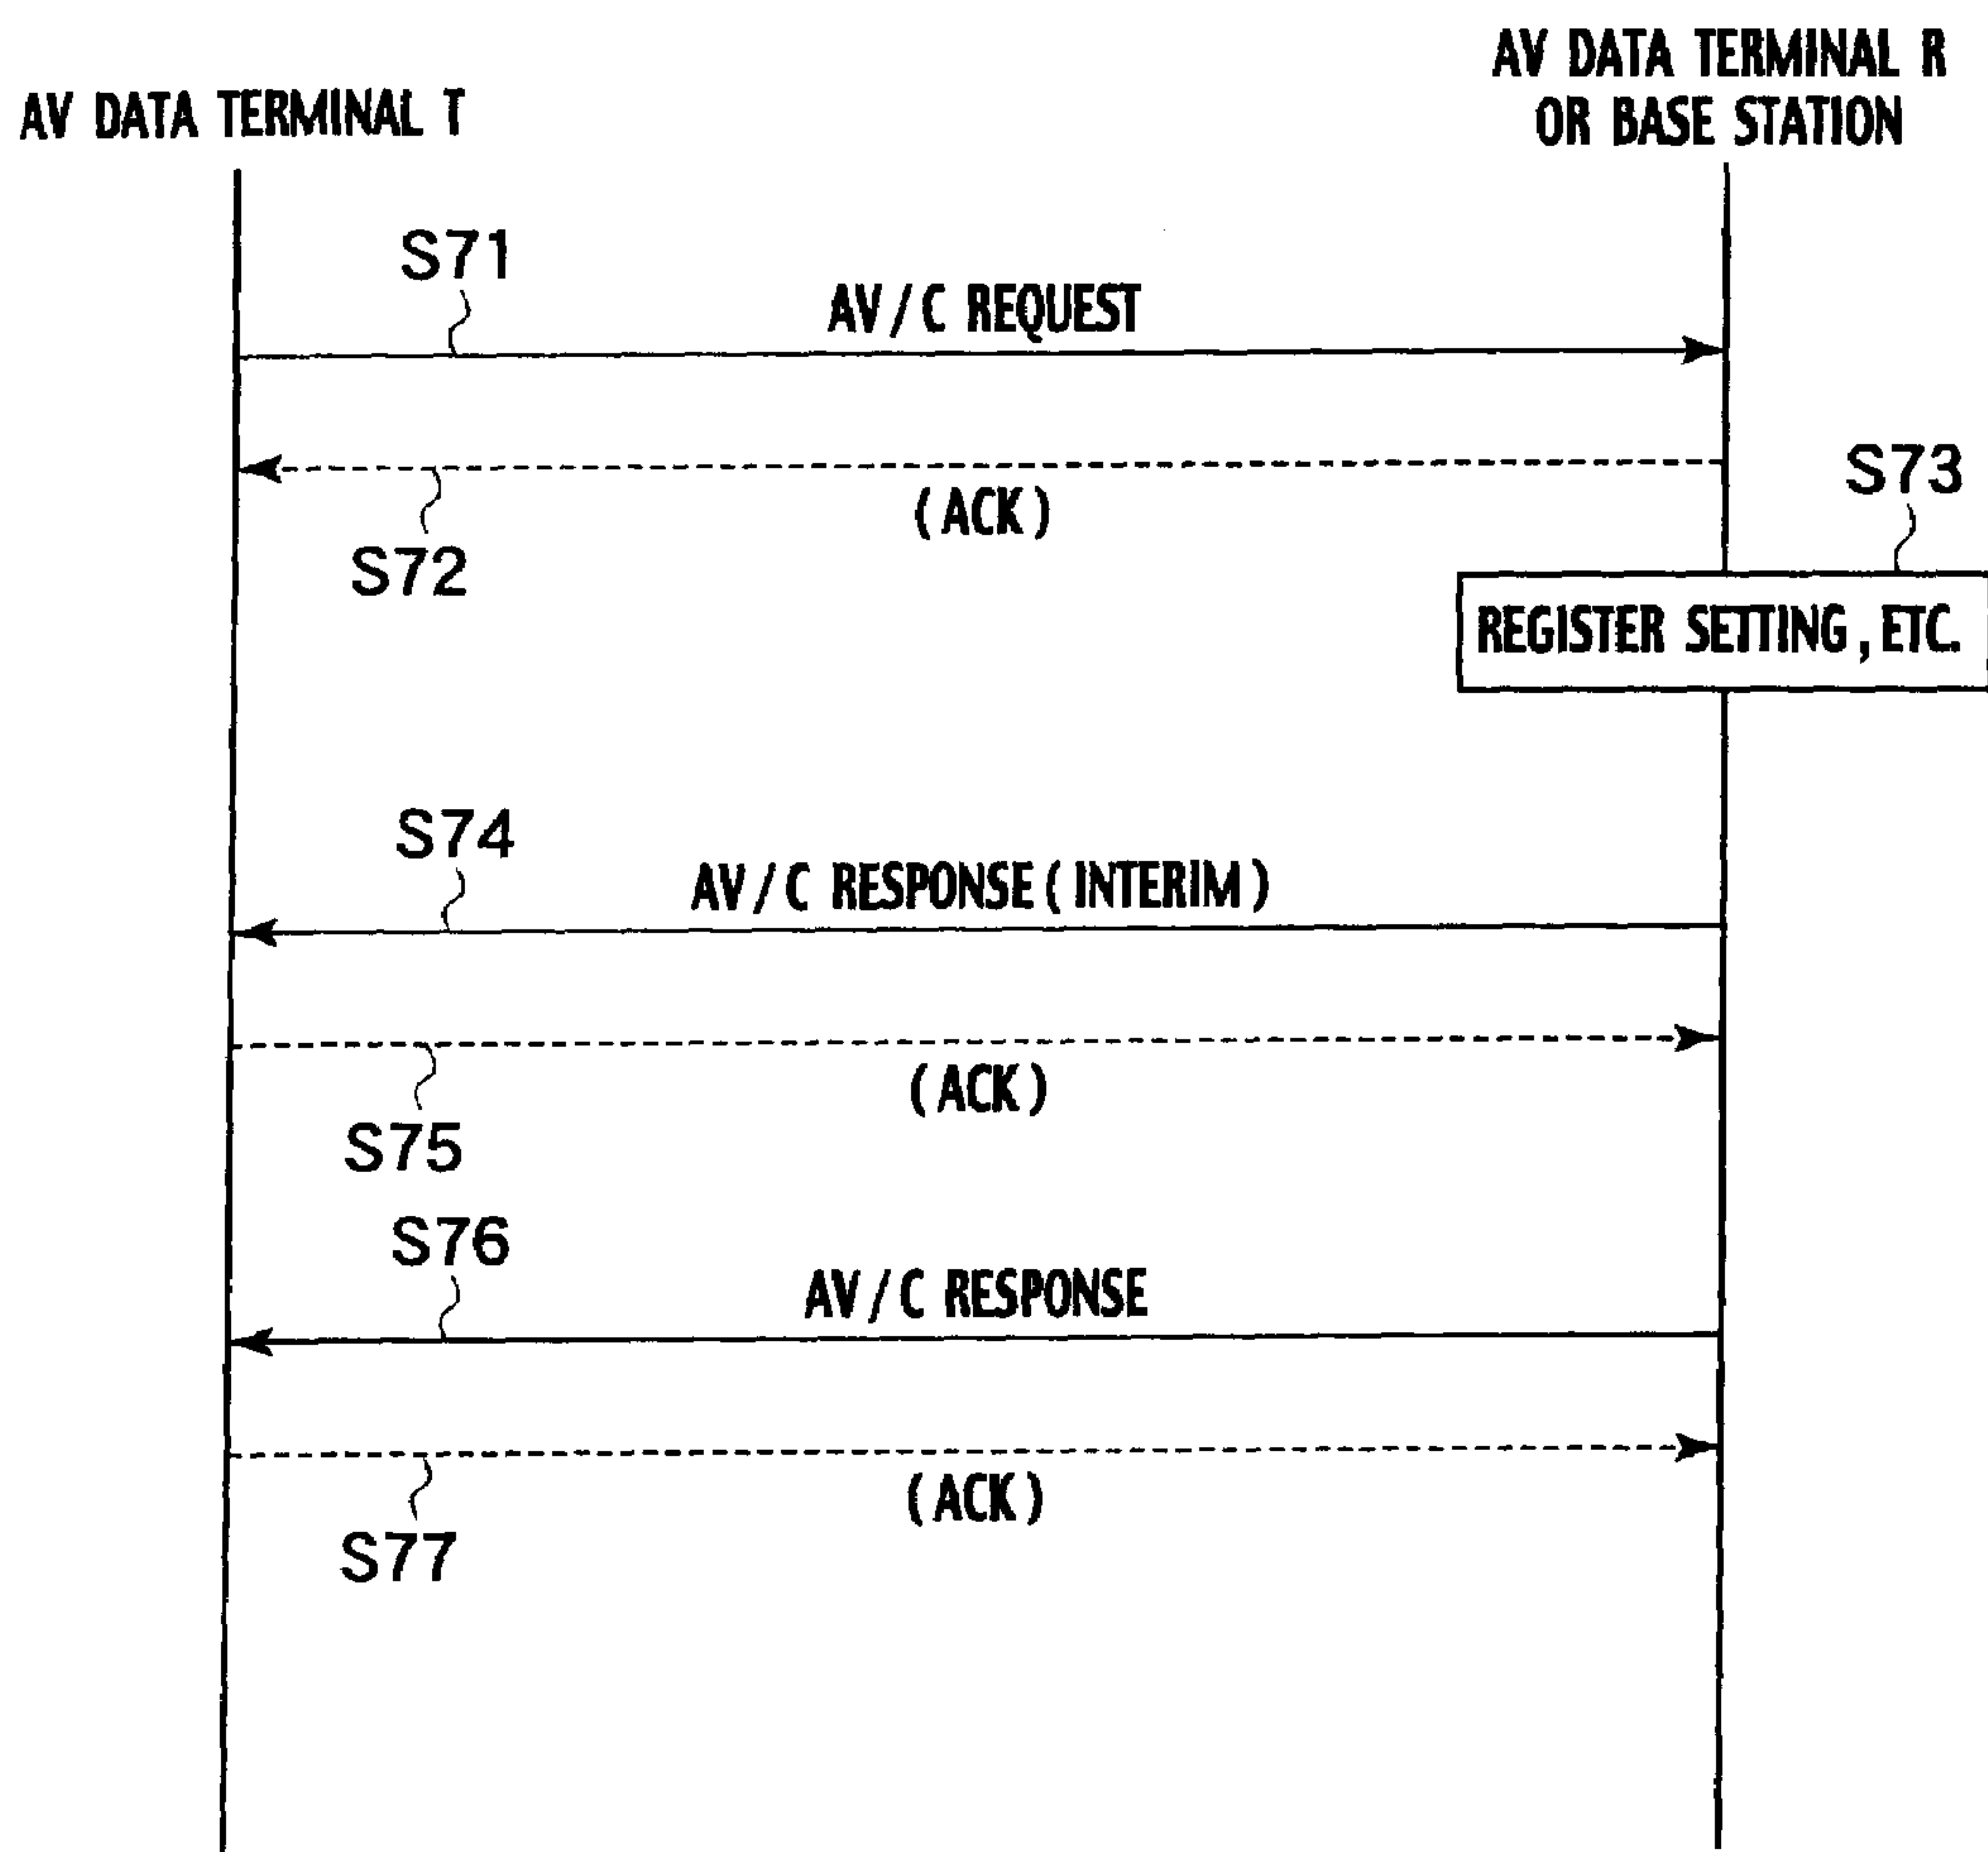 AV DATA TERMINAL T
AV DATA TERMINAL R
OR BASE STATION
S71
AV/C REQUEST
(ACK)
S72
S73
REGISTER SETTING, ETC.
S74
AV/C RESPONSE (INTERIM)
(ACK)
S75
S76
AV/C RESPONSE
(ACK)
S77